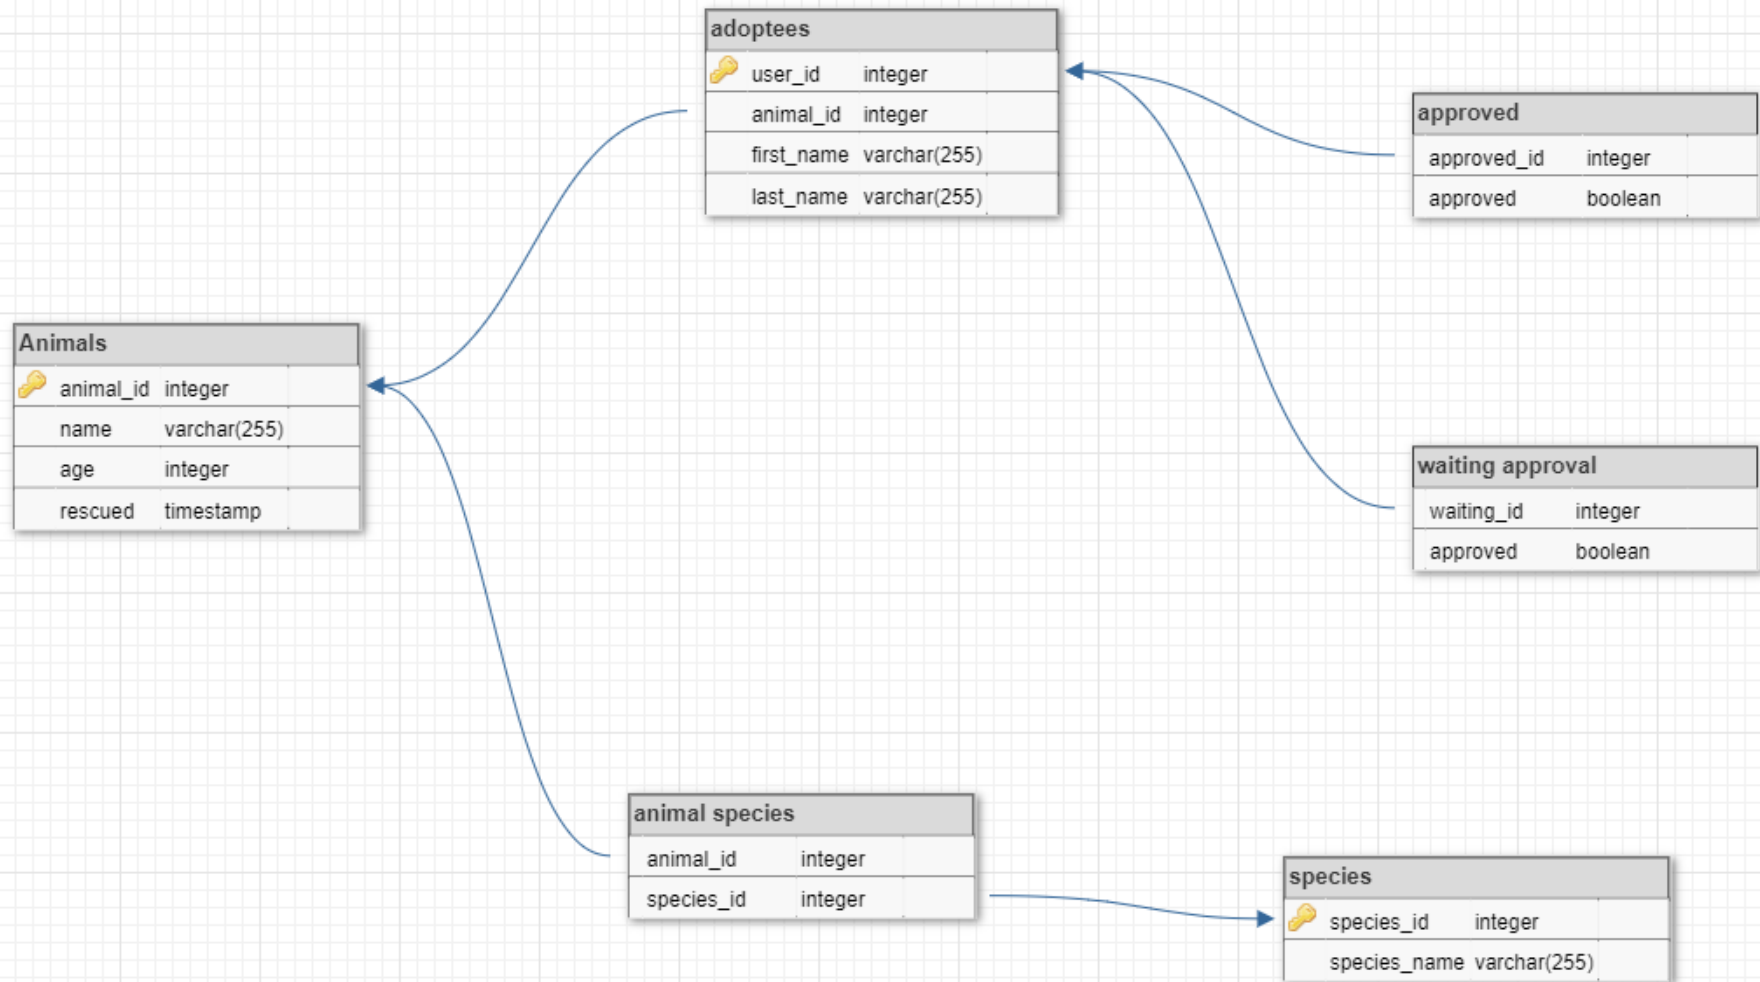 adoptees
user_id integer
animal_id integer
first_name varchar(255)
last_name varchar(255)
approved
approved_id integer
approved boolean
Animals
animal_id integer
name varchar(255)
age integer
rescued timestamp
waiting approval
waiting_id integer
approved boolean
animal species
animal_id integer
species_id integer
species
species_id integer
species_name varchar(255)